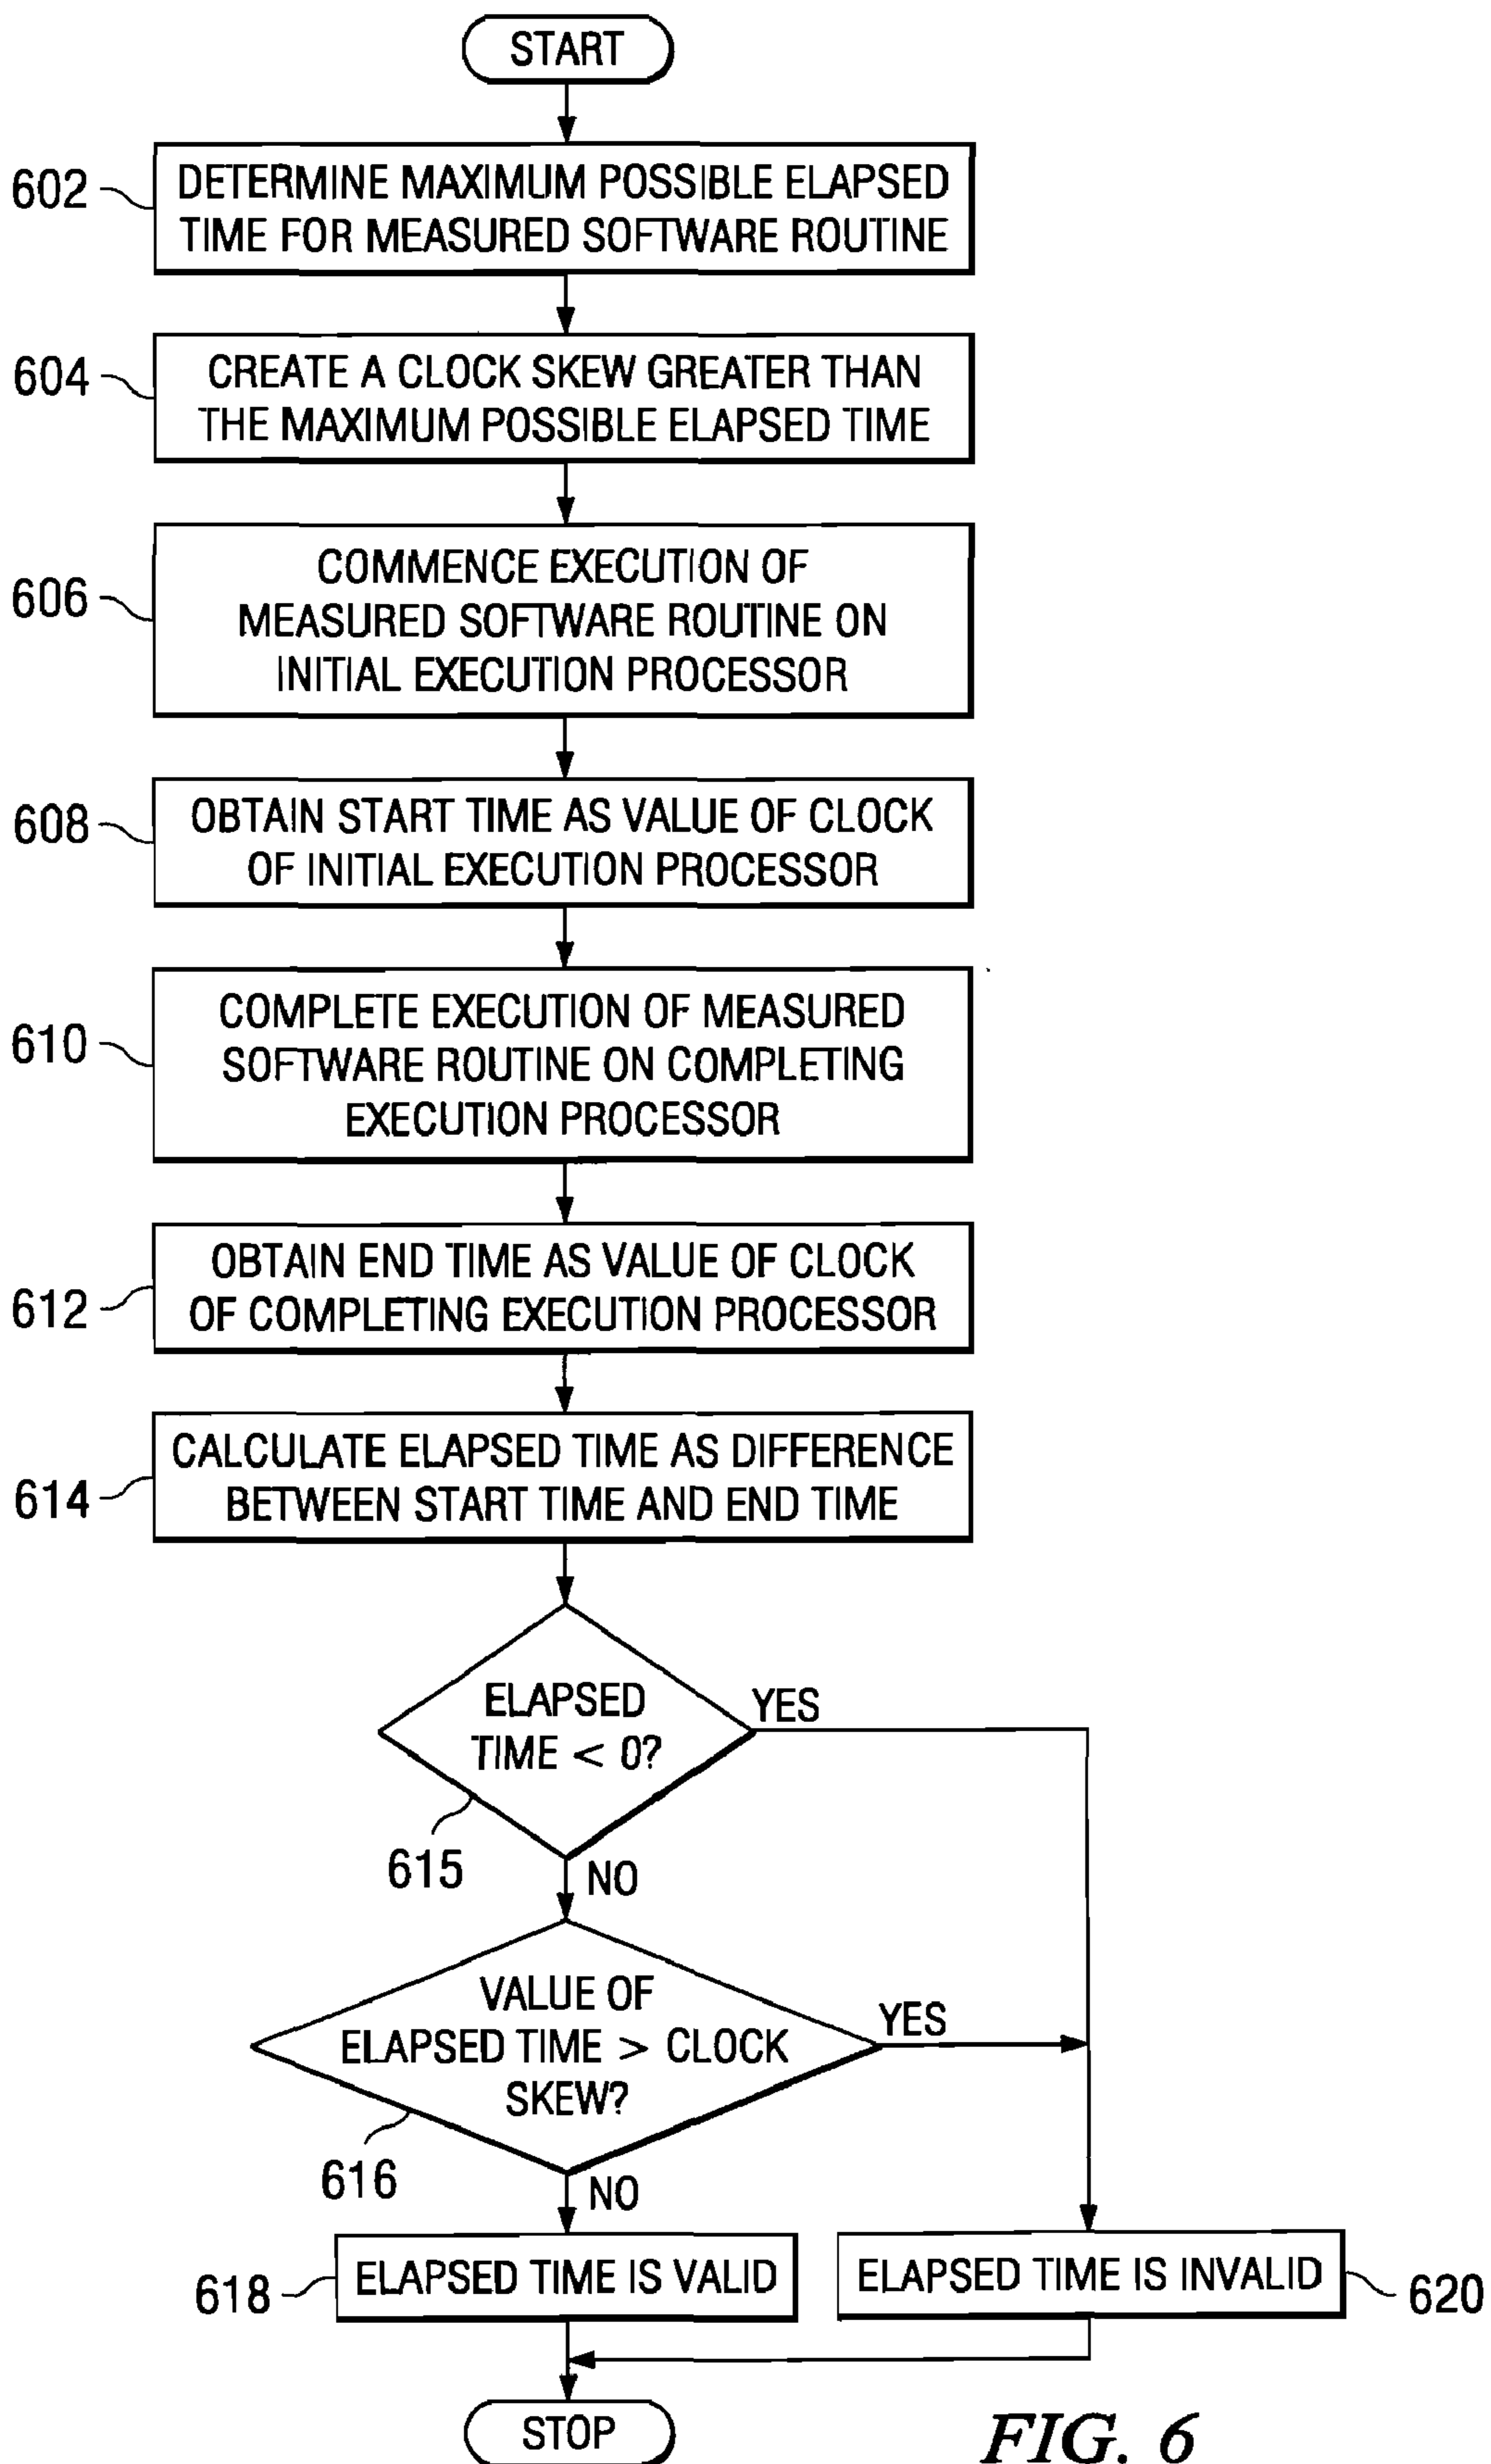 START
602
DETERMINE MAXIMUM POSSIBLE ELAPSED
TIME FOR MEASURED SOFTWARE ROUTINE
604
CREATE A CLOCK SKEW GREATER THAN
THE MAXIMUM POSSIBLE ELAPSED TIME
606
COMMENCE EXECUTION OF
MEASURED SOFTWARE ROUTINE ON
INITIAL EXECUTION PROCESSOR
608
OBTAIN START TIME AS VALUE OF CLOCK
OF INITIAL EXECUTION PROCESSOR
610
COMPLETE EXECUTION OF MEASURED
SOFTWARE ROUTINE ON COMPLETING
EXECUTION PROCESSOR
612
OBTAIN END TIME AS VALUE OF CLOCK
OF COMPLETING EXECUTION PROCESSOR
614
CALCULATE ELAPSED TIME AS DIFFERENCE
BETWEEN START TIME AND END TIME
ELAPSED
TIME < 0?
YES
615
NO
VALUE OF
ELAPSED TIME > CLOCK
SKEW?
YES
616
NO
618
ELAPSED TIME IS VALID
ELAPSED TIME IS INVALID
620
STOP
FIG. 6